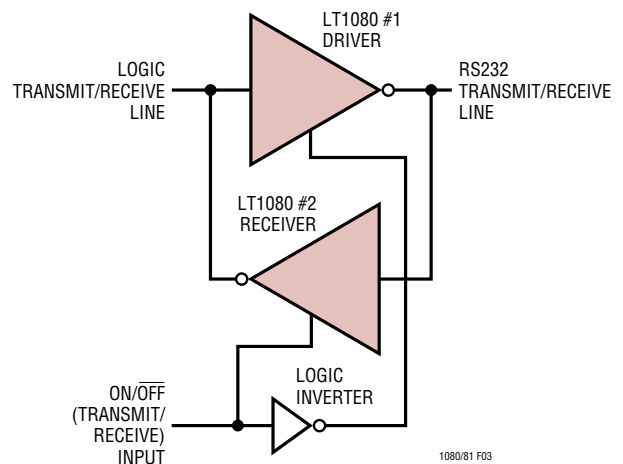 LT1080 #1
DRIVER
LOGIC
TRANSMIT/RECEIVE
LINE
RS232
TRANSMIT/RECEIVE
LINE
LT1080 #2
RECEIVER
LOGIC
INVERTER
ON/OFF
(TRANSMIT/
RECEIVE)
INPUT
1080/81 F03